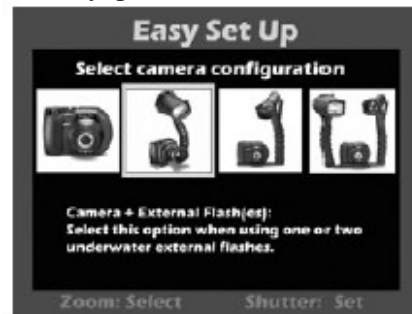 Easy Set Up
Select camera configuration
Camera + External Flash(es):
Select this option when using one or two
underwater external flashes.
Zoom: Select Shutter: Set